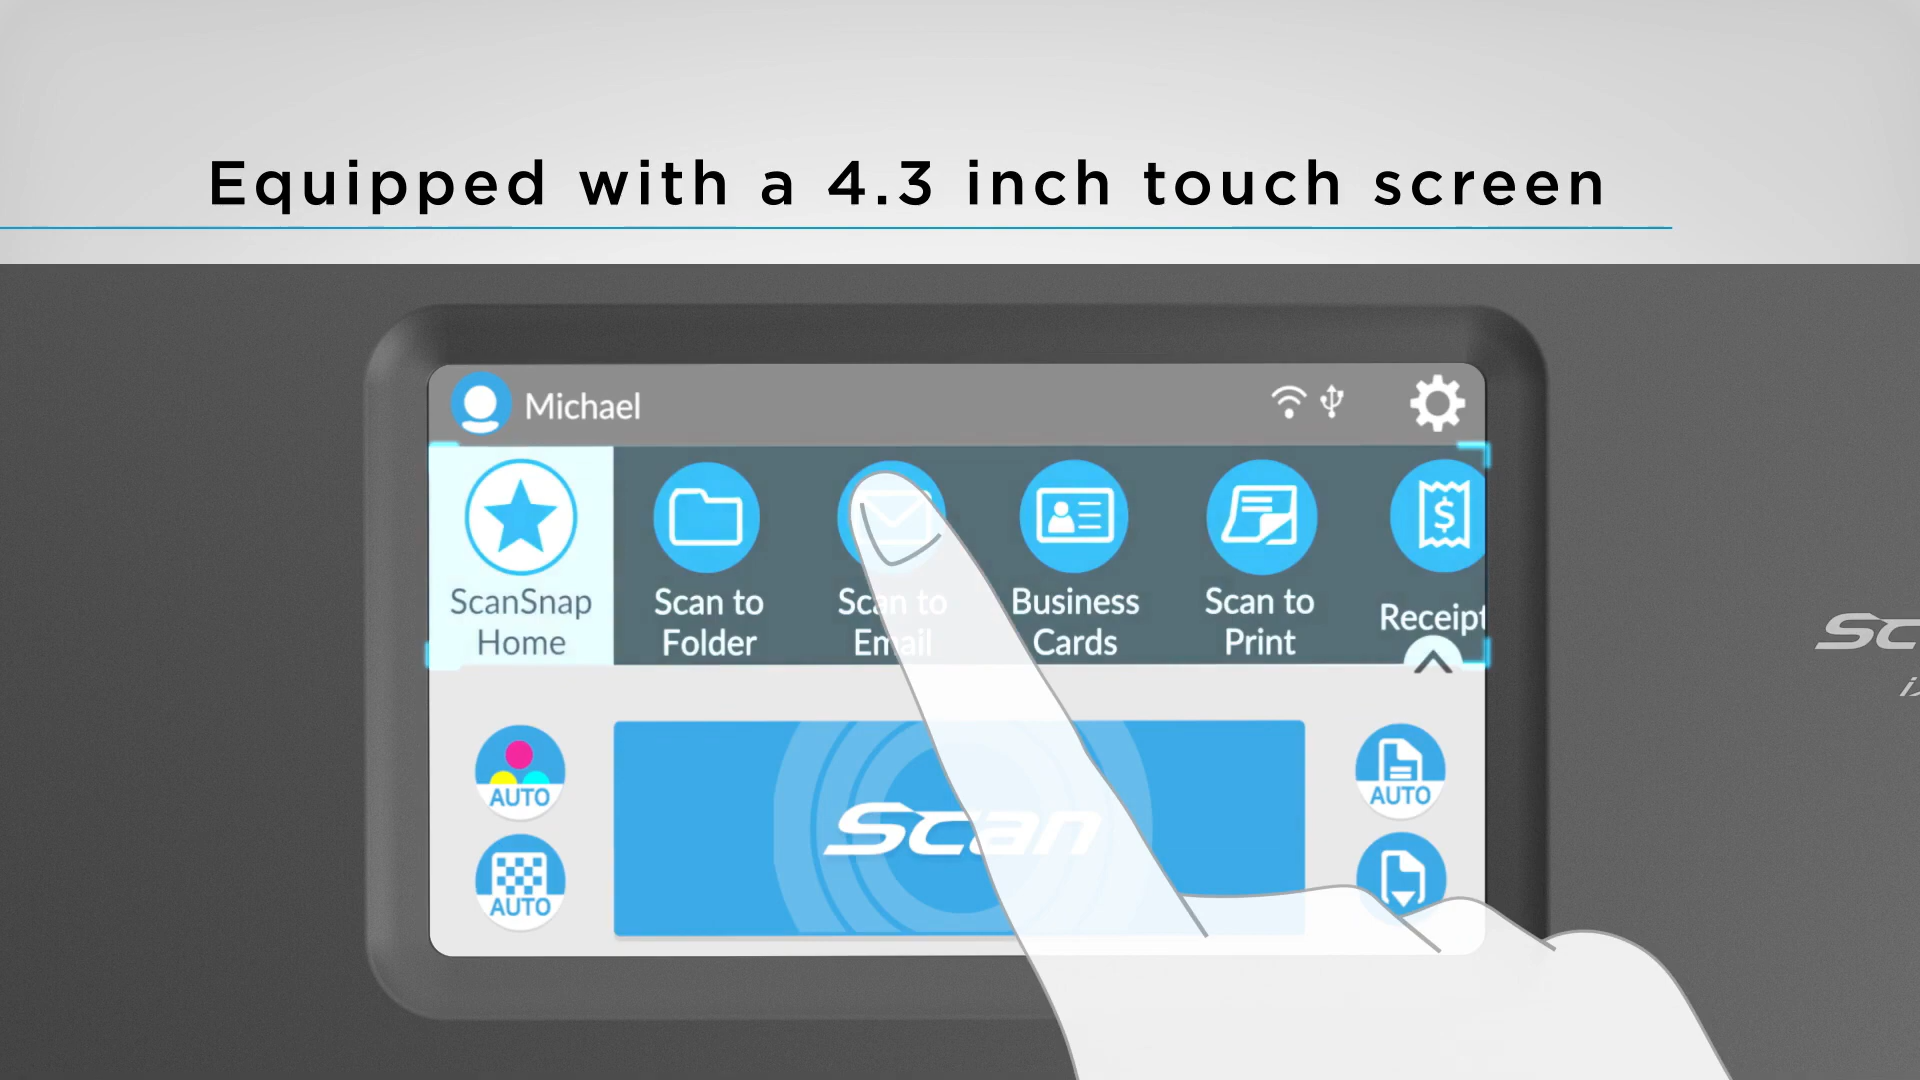 Equipped with a 4.3 inch touch screen
Michael
ScanSnap
Home
Scan to
Folder
Scan to
Email
Business
Cards
Scan to
Print
Receipt
$
AUTO
AUTO
Scan
AUTO
Sc